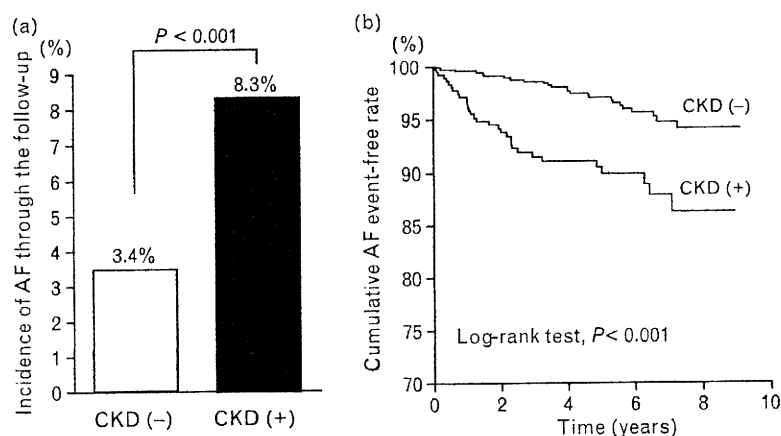 (a)
(%)
P < 0.001
Incidence of AF through the follow-up
9
8
7
6
5
4
3
2
1
0
3.4%
8.3%
CKD (−)
CKD (+)
(b)
(%)
Cumulative AF event-free rate
100
95
90
85
80
75
70
CKD (−)
CKD (+)
Log-rank test, P< 0.001
0 2 4 6 8 10
Time (years)